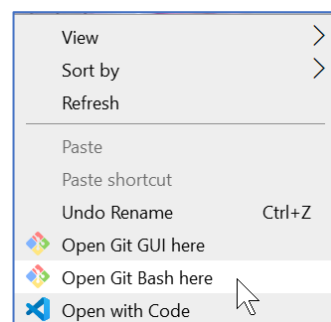 View
Sort by
Refresh
Paste
Paste shortcut
Undo Rename Ctrl+Z
Open Git GUI here
Open Git Bash here
Open with Code